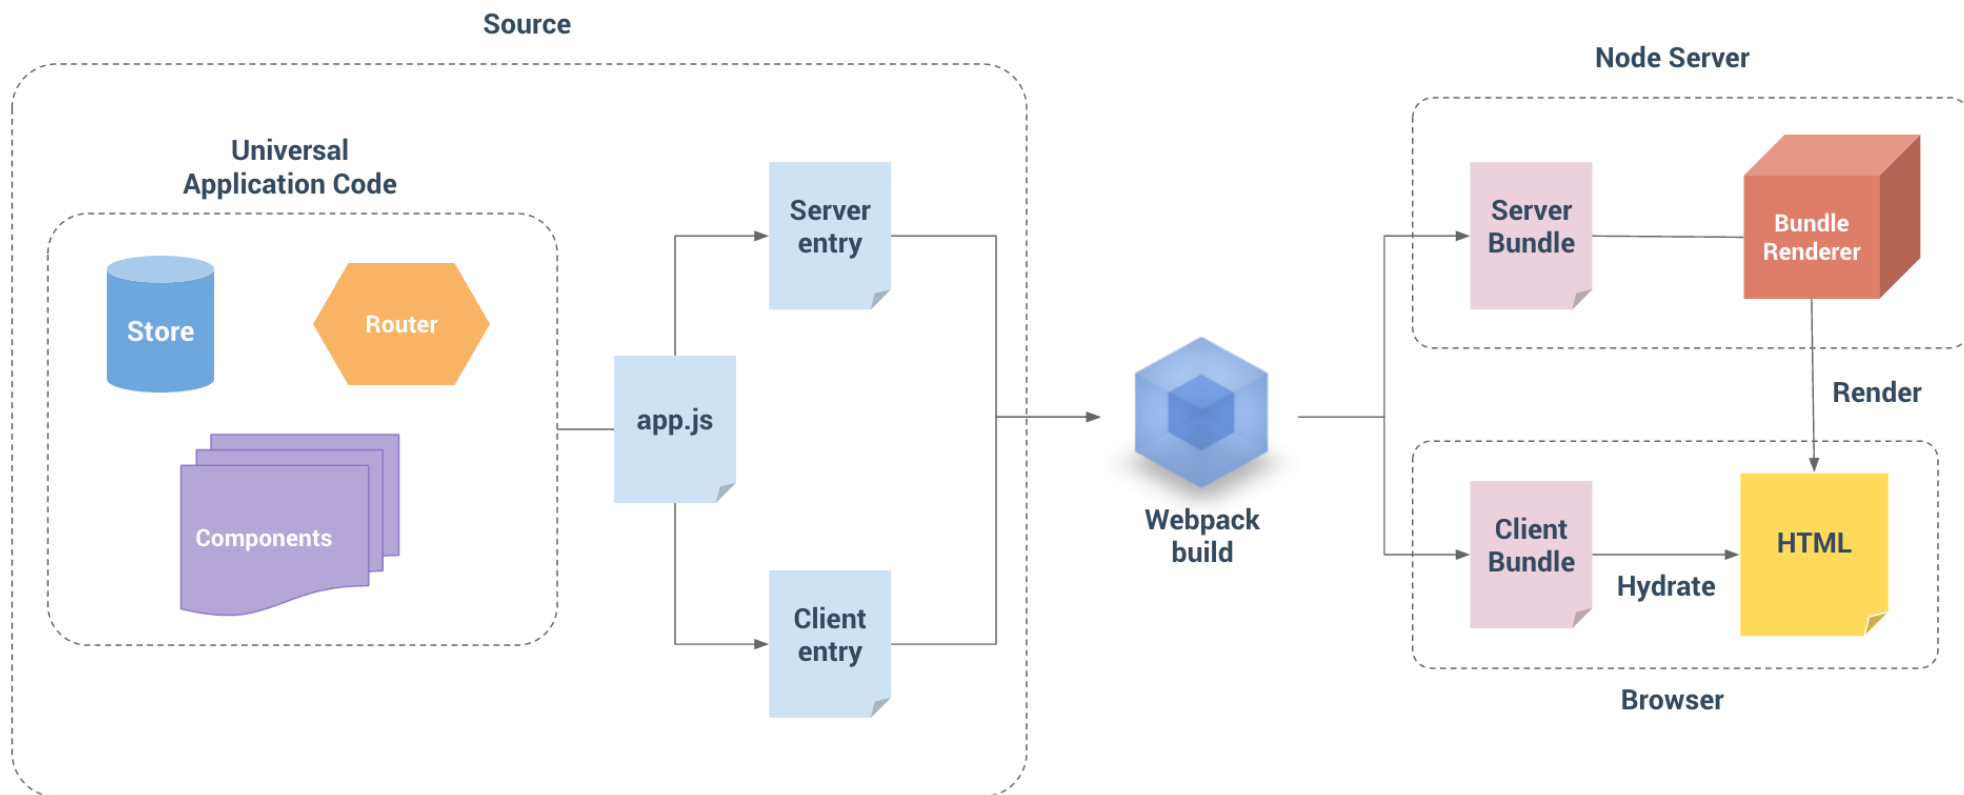 Source
Node Server
Universal
Application Code
Store
Router
Components
app.js
Server
entry
Client
entry
Webpack
build
Server
Bundle
Bundle
Renderer
Render
Client
Bundle
Hydrate
HTML
Browser